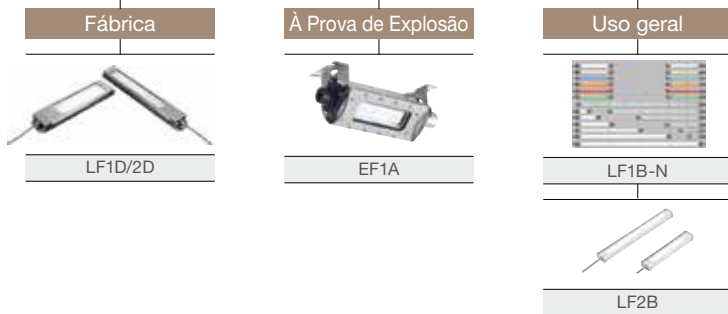 Fábrica
À Prova de Explosão
Uso geral
LF1D/2D
EF1A
LF1B-N
LF2B